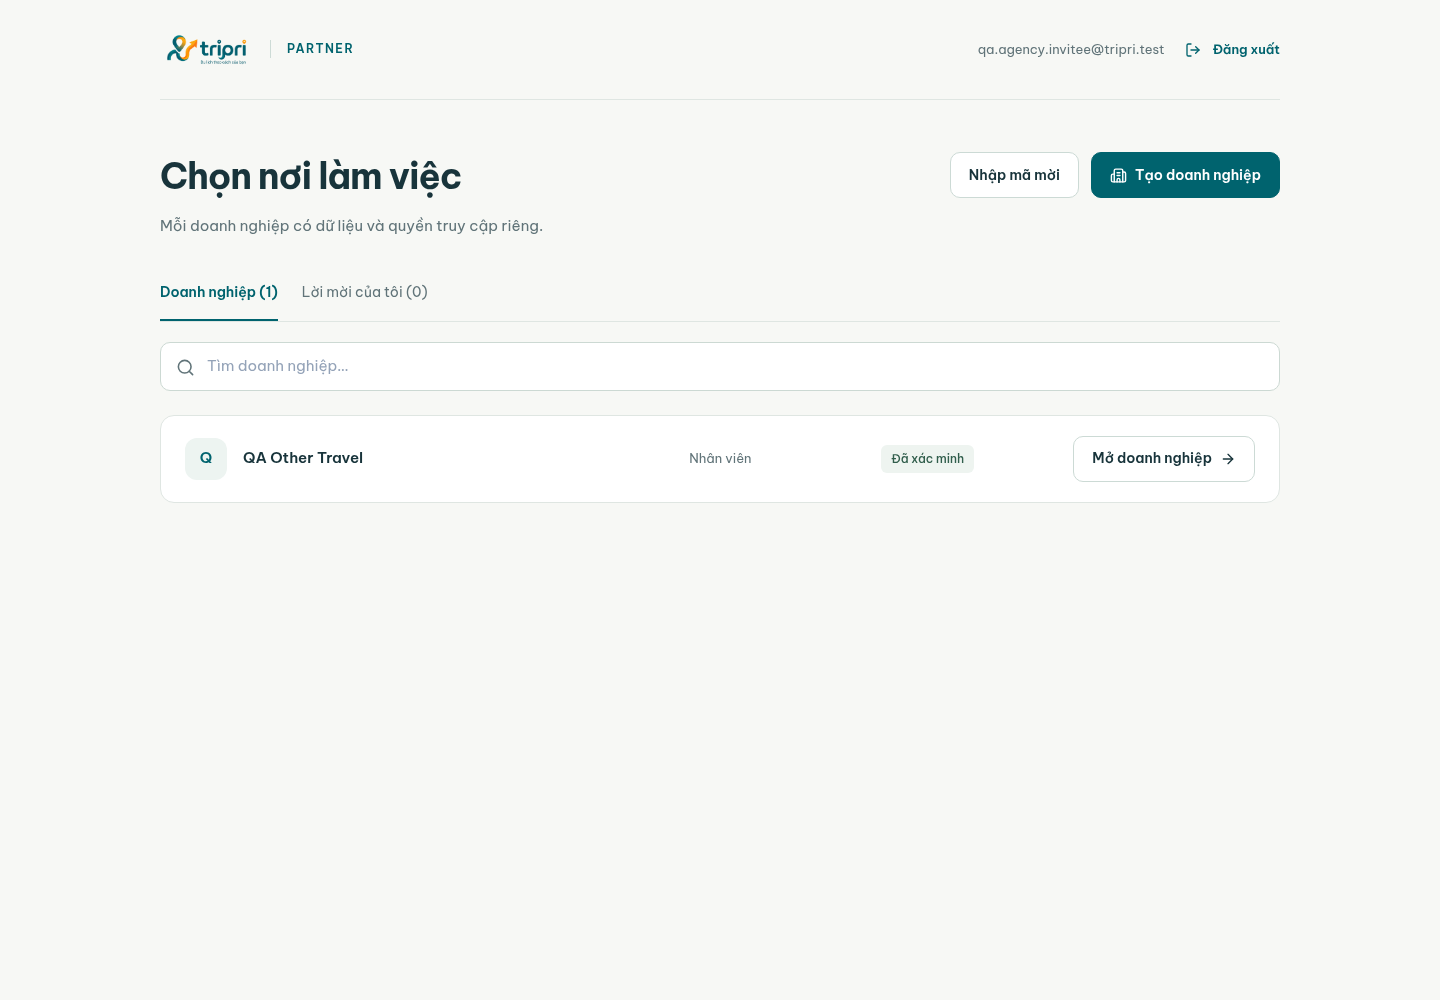 tripri
PARTNER
qa.agency.invitee@tripri.test
Đăng xuất
Chọn nơi làm việc
Nhập mã mời
Tạo doanh nghiệp
Mỗi doanh nghiệp có dữ liệu và quyền truy cập riêng.
Doanh nghiệp (1)
Lời mời của tôi (0)
Tìm doanh nghiệp...
Q
QA Other Travel
Nhân viên
Đã xác minh
Mở doanh nghiệp